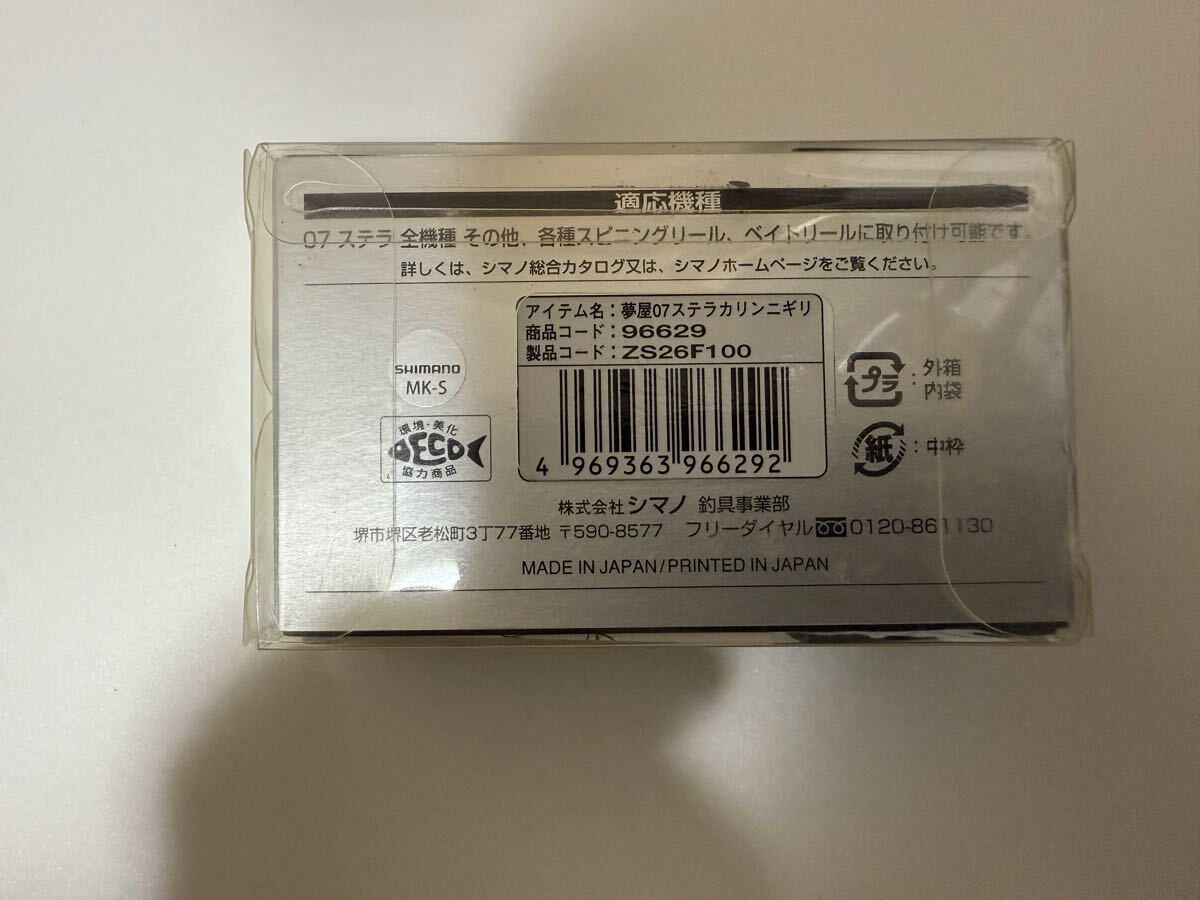 適応機種
07 ステラ 全機種 その他、各種スピニングリール、ベイトリールに取り付け可能です。
詳しくは、シマノ総合カタログ又は、シマノホームページをご覧ください。
アイテム名：夢屋07ステラカリンニギリ
商品コード：96629
製品コード：ZS26F100
4 969363 966292
SHIMANO
MK-S
環境・美化
ECO
協力商品
プラ
：外箱
：内袋
紙
：中枠
株式会社シマノ 釣具事業部
堺市堺区老松町3丁77番地 〒590-8577 フリーダイヤル 0120-861130
MADE IN JAPAN/PRINTED IN JAPAN